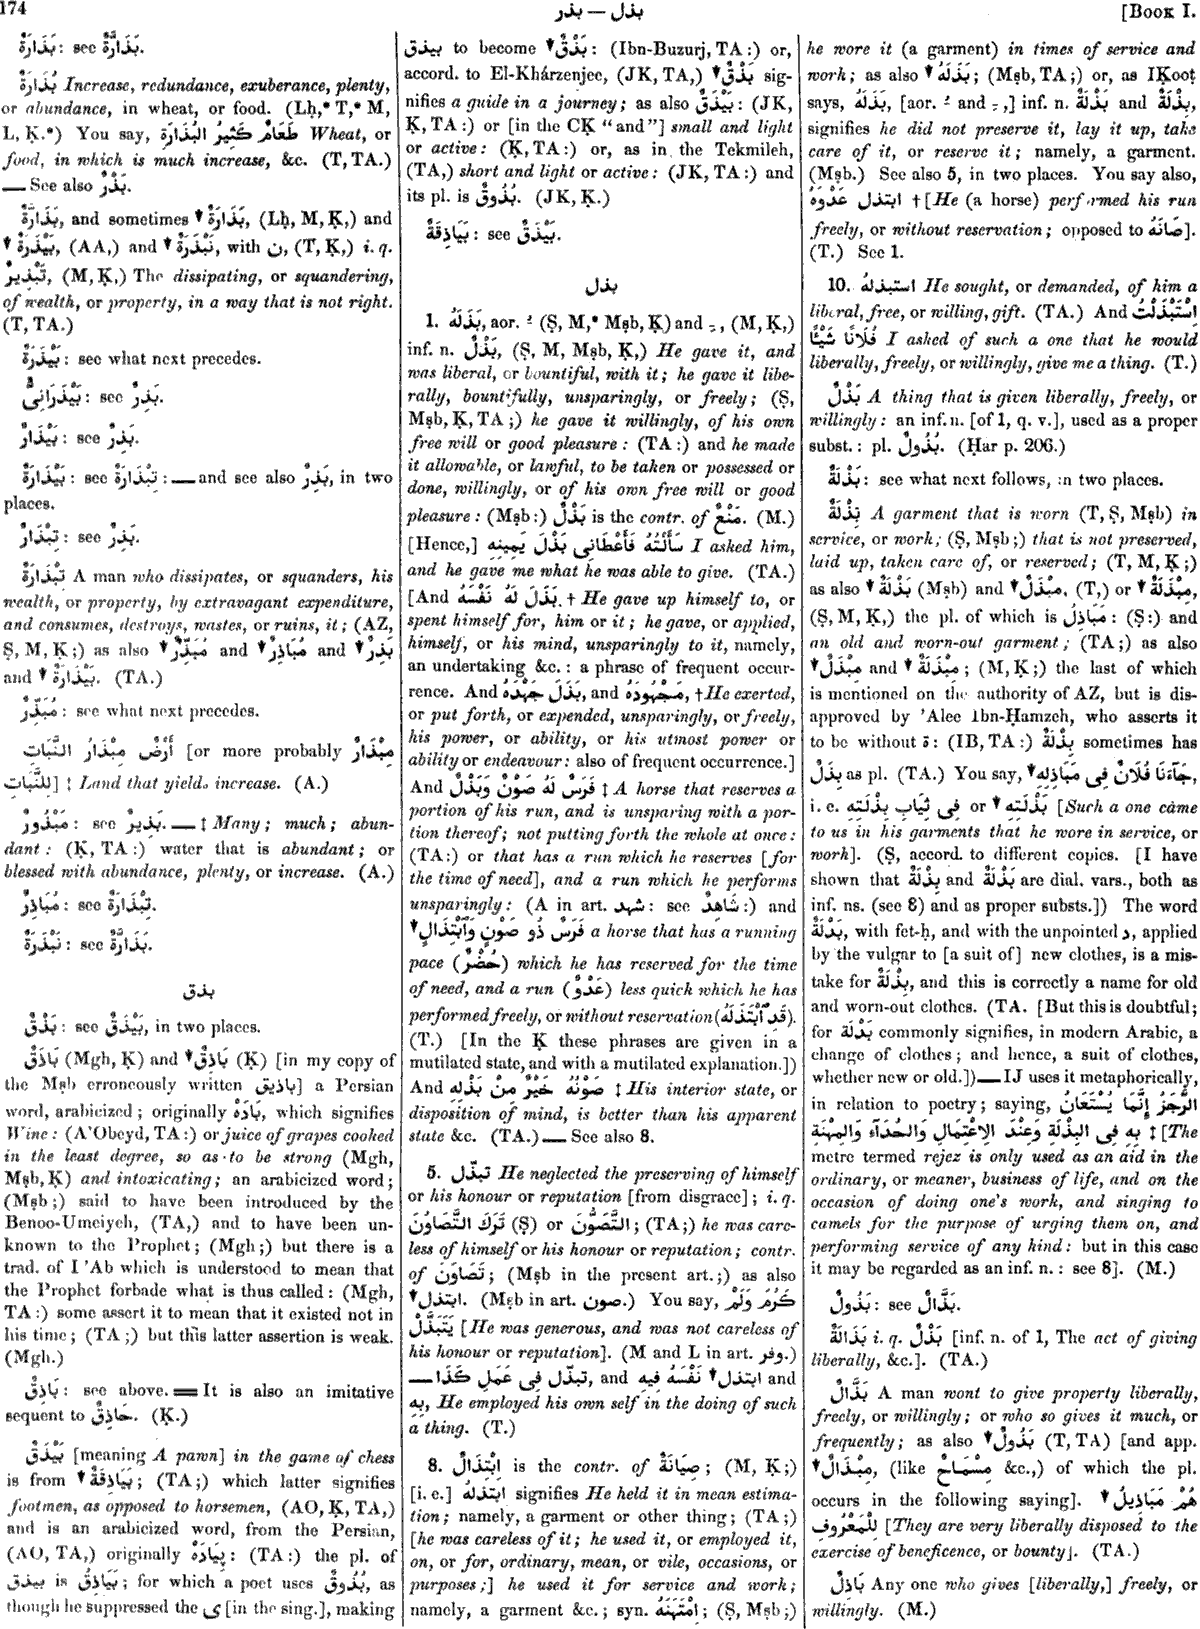 174
بذل — بذر
[BOOK I.
بَذَارَةٌ: see بَذَارَّةٌ.
بُذَارَةٌ Increase, redundance, exuberance, plenty,
or abundance, in wheat, or food. (Lḥ,* T,* M,
L, Ḳ.*) You say, طَعَامٌ كَثِيرُ البُذَارَةِ Wheat, or
food, in which is much increase, &c. (T, TA.)
— See also بَذْرٌ.
بَذَارَّةٌ, and sometimes ↓ بَذَارَةٌ, (Lḥ, M, Ḳ,) and
↓ بَيْذَرَةٌ, (AA,) and ↓ نَبْذَرَةٌ, with ن, (T, Ḳ,) i. q.
تَبْذِيرٌ, (M, Ḳ,) The dissipating, or squandering,
of wealth, or property, in a way that is not right.
(T, TA.)
بَيْذَرَةٌ: see what next precedes.
بَيْذَرَانِىٌّ: see بَذِرٌ.
بَيْذَارٌ: see بَذِرٌ.
بَيْذَارَةٌ: see تِبْذَارَةٌ: — and see also بَذِرٌ, in two
places.
تِبْذَارٌ: see بَذِرٌ.
تِبْذَارَةٌ A man who dissipates, or squanders, his
wealth, or property, by extravagant expenditure,
and consumes, destroys, wastes, or ruins, it; (AZ,
Ṣ, M, Ḳ;) as also ↓ مُبَذِّرٌ and ↓ مُبَاذِرٌ and ↓ بَذِرٌ
and ↓ بَيْذَارَةٌ. (TA.)
مُبَذِّرٌ: see what next precedes.
أَرْضٌ مِبْذَارُ النَّبَاتِ [or more probably مِبْذَارٌ
لِلنَّبَاتِ] ‡ Land that yields increase. (A.)
مَبْذُورٌ: see بَذِيرٌ. — ‡ Many; much; abun-
dant: (Ḳ, TA:) water that is abundant; or
blessed with abundance, plenty, or increase. (A.)
مُبَاذِرٌ: see تِبْذَارَةٌ.
نَبْذَرَةٌ: see بَذَارَّةٌ.
بذق
بَذْقٌ: see بَيْذَقٌ, in two places.
بَاذَقٌ (Mgh, Ḳ) and ↓ بَاذِقٌ (Ḳ) [in my copy of
the Mṣb erroneously written باذيق] a Persian
word, arabicized; originally بَادَهْ, which signifies
Wine: (A'Obeyd, TA:) or juice of grapes cooked
in the least degree, so as to be strong (Mgh,
Mṣb, Ḳ) and intoxicating; an arabicized word;
(Mṣb;) said to have been introduced by the
Benoo-Umeiyeh, (TA,) and to have been un-
known to the Prophet; (Mgh;) but there is a
trad. of I 'Ab which is understood to mean that
the Prophet forbade what is thus called: (Mgh,
TA:) some assert it to mean that it existed not in
his time; (TA;) but this latter assertion is weak.
(Mgh.)
بَاذِقٌ: see above. = It is also an imitative
sequent to حَاذِقٌ. (Ḳ.)
بَيْذَقٌ [meaning A pawn] in the game of chess
is from ↓ بَيَاذِقَةٌ; (TA;) which latter signifies
footmen, as opposed to horsemen, (AO, Ḳ, TA,)
and is an arabicized word, from the Persian,
(AO, TA,) originally پِيَادَهْ: (TA:) the pl. of
بيذق is بَيَاذِقُ; for which a poet uses بُذُوقٌ, as
though he suppressed the ى [in the sing.], making
بيذق to become ↓ بَذْقٌ: (Ibn-Buzurj, TA:) or,
accord. to El-Khárzenjee, (JK, TA,) ↓ بَذْقٌ sig-
nifies a guide in a journey; as also بَيْذَقٌ: (JK,
Ḳ, TA:) or [in the CḲ "and"] small and light
or active: (Ḳ, TA:) or, as in the Tekmileh,
(TA,) short and light or active: (JK, TA:) and
its pl. is بُذُوقٌ. (JK, Ḳ.)
بَيَاذِقَةٌ: see بَيْذَقٌ.
بذل
1. بَذَلَهُ, aor. ـُ (Ṣ, M,* Mṣb, Ḳ) and ـِ, (M, Ḳ,)
inf. n. بَذْلٌ, (Ṣ, M, Mṣb, Ḳ,) He gave it, and
was liberal, or bountiful, with it; he gave it libe-
rally, bountifully, unsparingly, or freely; (Ṣ,
Mṣb, Ḳ, TA;) he gave it willingly, of his own
free will or good pleasure: (TA:) and he made
it allowable, or lawful, to be taken or possessed or
done, willingly, or of his own free will or good
pleasure: (Mṣb:) بَذْلٌ is the contr. of مَنْعٌ. (M.)
[Hence,] سَأَلْتُهُ فَأَعْطَانِى بَذْلَ يَمِينِهِ I asked him,
and he gave me what he was able to give. (TA.)
[And بَذَلَ لَهُ نَفْسَهُ † He gave up himself to, or
spent himself for, him or it; he gave, or applied,
himself, or his mind, unsparingly to it, namely,
an undertaking &c.: a phrase of frequent occur-
rence. And بَذَلَ جَهْدَهُ, and مَجْهُودَهُ, † He exerted,
or put forth, or expended, unsparingly, or freely,
his power, or ability, or his utmost power or
ability or endeavour: also of frequent occurrence.]
And فَرَسٌ لَهُ صَوْنٌ وَبَذْلٌ ‡ A horse that reserves a
portion of his run, and is unsparing with a por-
tion thereof; not putting forth the whole at once:
(TA:) or that has a run which he reserves [for
the time of need], and a run which he performs
unsparingly: (A in art. شهد: see شَاهِدٌ:) and
فَرَسٌ ذُو صَوْنٍ وَٱبْتِذَالٍ ↓ a horse that has a running
pace (حُضْرٌ) which he has reserved for the time
of need, and a run (عَدْوٌ) less quick which he has
performed freely, or without reservation (قَدِ ٱبْتَذَلَهُ).
(T.) [In the Ḳ these phrases are given in a
mutilated state, and with a mutilated explanation.])
And صَوْنُهُ خَيْرٌ مِنْ بَذْلِهِ ‡ His interior state, or
disposition of mind, is better than his apparent
state &c. (TA.) — See also 8.
5. تبذّل He neglected the preserving of himself
or his honour or reputation [from disgrace]; i. q.
تَرَكَ التَّصَاوُنَ (Ṣ) or التَّصَوُّنَ; (TA;) he was care-
less of himself or his honour or reputation; contr.
of تَصَاوَنَ; (Mṣb in the present art.;) as also
↓ ابتذل. (Mṣb in art. صون.) You say, كَرُمَ وَلَمْ
يَتَبَذَّلْ [He was generous, and was not careless of
his honour or reputation]. (M and L in art. وفر.)
— تبذّل فِى عَمَلِ كَذَا, and ابتذل ↓ نَفْسَهُ فِيهِ and
بِهِ, He employed his own self in the doing of such
a thing. (T.)
8. اِبْتِذَالٌ is the contr. of صِيَانَةٌ; (M, Ḳ;)
[i. e.] ابتذلهُ signifies He held it in mean estima-
tion; namely, a garment or other thing; (TA;)
[he was careless of it; he used it, or employed it,
on, or for, ordinary, mean, or vile, occasions, or
purposes;] he used it for service and work;
namely, a garment &c.; syn. اِمْتَهَنَهُ; (Ṣ, Mṣb;)
he wore it (a garment) in times of service and
work; as also ↓ بَذَلَهُ; (Mṣb, TA;) or, as IḲooṭ
says, بَذَلَهُ, [aor. ـُ and ـِ,] inf. n. بَذْلَةٌ and بِذْلَةٌ,
signifies he did not preserve it, lay it up, take
care of it, or reserve it; namely, a garment.
(Mṣb.) See also 5, in two places. You say also,
ابتذل عَدْوَهُ † [He (a horse) performed his run
freely, or without reservation; opposed to صَانَهُ].
(T.) See 1.
10. استبذلهُ He sought, or demanded, of him a
liberal, free, or willing, gift. (TA.) And اِسْتَبْذَلْتُ
فُلَانًا شَيْئًا I asked of such a one that he would
liberally, freely, or willingly, give me a thing. (T.)
بَذْلٌ A thing that is given liberally, freely, or
willingly: an inf. n. [of 1, q. v.], used as a proper
subst.: pl. بُذُولٌ. (Ḥar p. 206.)
بَذْلَةٌ: see what next follows, in two places.
بِذْلَةٌ A garment that is worn (T, Ṣ, Mṣb) in
service, or work; (Ṣ, Mṣb;) that is not preserved,
laid up, taken care of, or reserved; (T, M, Ḳ;)
as also ↓ بَذْلَةٌ (Mṣb) and ↓ مِبْذَلٌ, (T,) or ↓ مِبْذَلَةٌ,
(Ṣ, M, Ḳ,) the pl. of which is مَبَاذِلُ: (Ṣ:) and
an old and worn-out garment; (TA;) as also
↓ مِبْذَلٌ and ↓ مِبْذَلَةٌ; (M, Ḳ;) the last of which
is mentioned on the authority of AZ, but is dis-
approved by 'Alee Ibn-Ḥamzeh, who asserts it
to be without ة: (IB, TA:) بِذْلَةٌ sometimes has
بِذَلٌ as pl. (TA.) You say, جَآءَنَا فُلَانٌ فِى مَبَاذِلِهِ ↓,
i. e. فِى ثِيَابِ بِذْلَتِهِ or ↓ بَذْلَتِهِ [Such a one came
to us in his garments that he wore in service, or
work]. (Ṣ, accord. to different copies. [I have
shown that بِذْلَةٌ and بَذْلَةٌ are dial. vars., both as
inf. ns. (see 8) and as proper substs.]) The word
بَدْلَةٌ, with fet-ḥ, and with the unpointed د, applied
by the vulgar to [a suit of] new clothes, is a mis-
take for بِذْلَةٌ, and this is correctly a name for old
and worn-out clothes. (TA. [But this is doubtful;
for بَدْلَة commonly signifies, in modern Arabic, a
change of clothes; and hence, a suit of clothes,
whether new or old.]) — IJ uses it metaphorically,
in relation to poetry; saying, الرَّجَزُ إِنَّمَا يُسْتَعَانُ
بِهِ فِى البِذْلَةِ وَعِنْدَ الاِعْتِمَالِ وَالحُدَآءِ وَالمِهْنَةِ ‡ [The
metre termed rejez is only used as an aid in the
ordinary, or meaner, business of life, and on the
occasion of doing one's work, and singing to
camels for the purpose of urging them on, and
performing service of any kind: but in this case
it may be regarded as an inf. n.: see 8]. (M.)
بَذُولٌ: see بَذَّالٌ.
بَذَالَةٌ i. q. بَذْلٌ [inf. n. of 1, The act of giving
liberally, &c.]. (TA.)
بَذَّالٌ A man wont to give property liberally,
freely, or willingly; or who so gives it much, or
frequently; as also ↓ بَذُولٌ (T, TA) [and app.
↓ مِبْذَالٌ, (like مِسْمَاحٌ &c.,) of which the pl.
occurs in the following saying]. هُمْ مَبَاذِيلُ ↓
لِلْمَعْرُوفِ [They are very liberally disposed to the
exercise of beneficence, or bounty]. (TA.)
بَاذِلٌ Any one who gives [liberally,] freely, or
willingly. (M.)